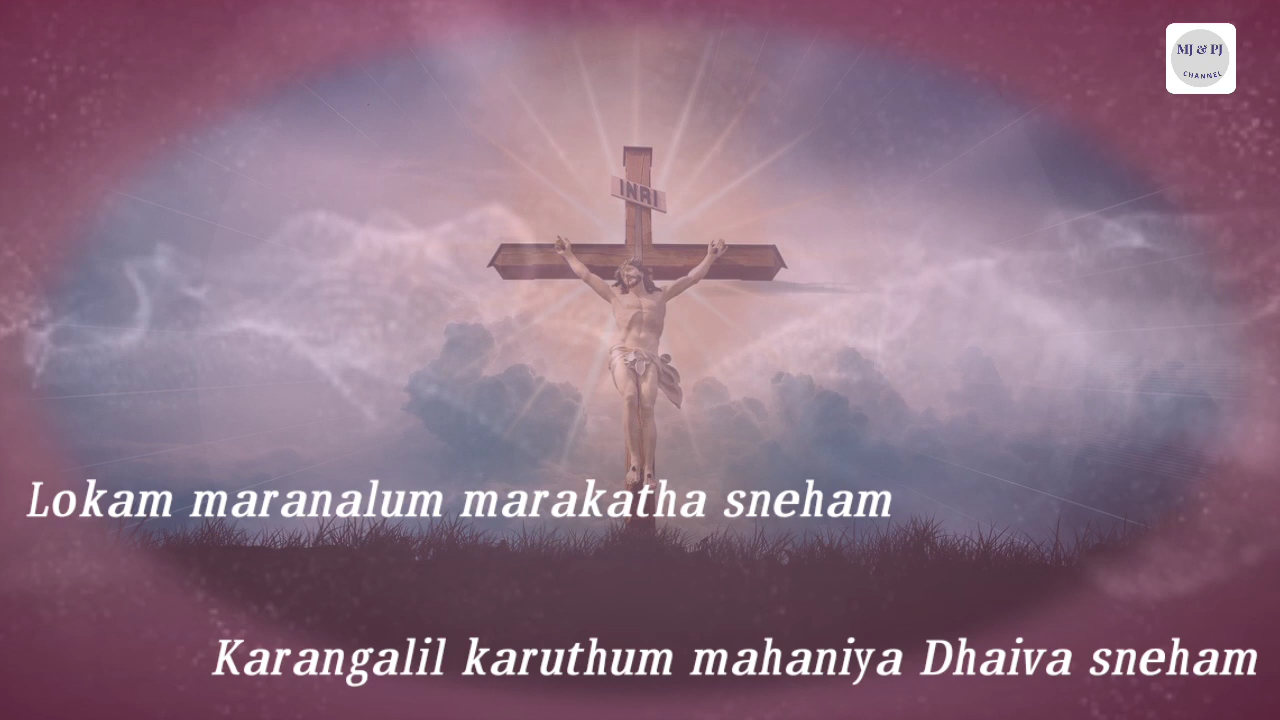 MJ & PJ
CHANNEL
INRI
Lokam maranalum marakatha sneham
Karangalil karuthum mahaniya Dhaiva sneham